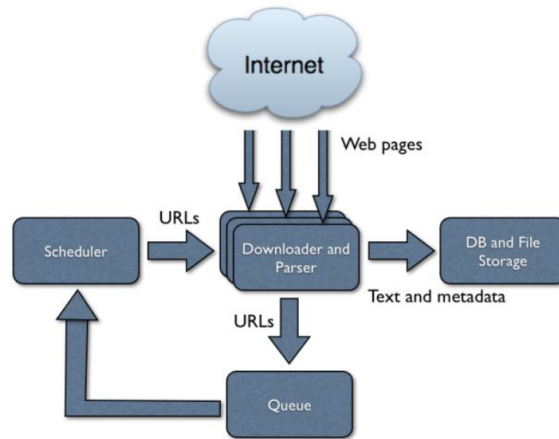 Internet
Web pages
URLs
Scheduler
Downloader and
Parser
DB and File
Storage
Text and metadata
URLs
Queue